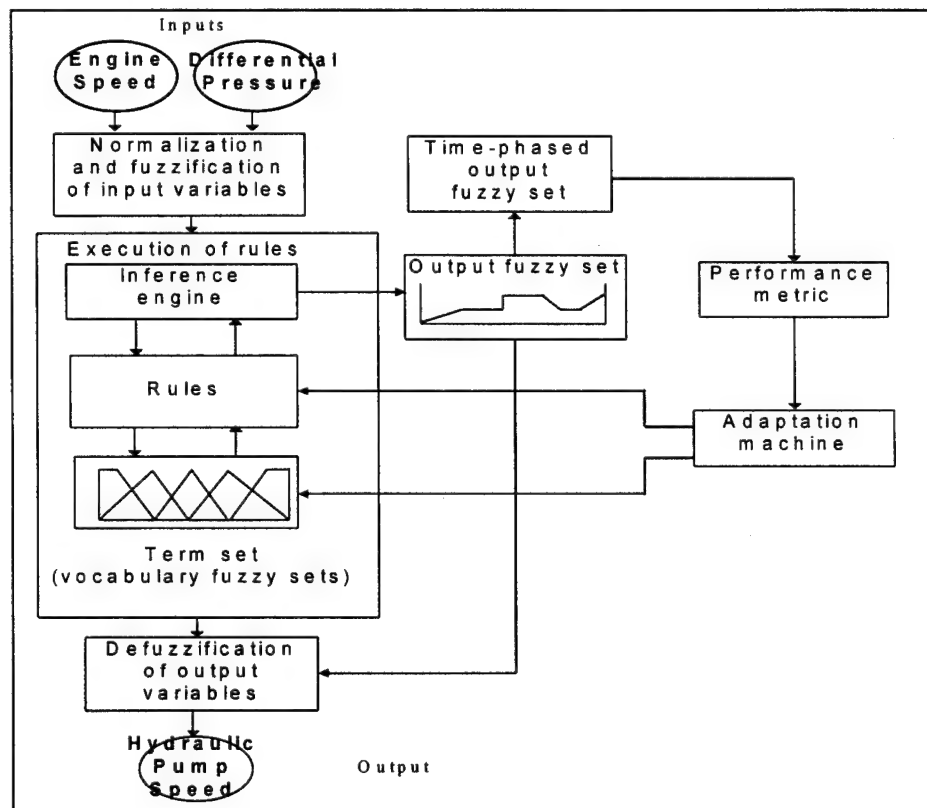 Inputs
Engine
Speed
Differential
Pressure
Normalization
and fuzzification
of input variables
Execution of rules
Inference
engine
Rules
Term set
(vocabulary fuzzy sets)
Defuzzification
of output
variables
Hydraulic
Pump
Speed
Output
Time-phased
output
fuzzy set
Output fuzzy set
Performance
metric
Adaptation
machine